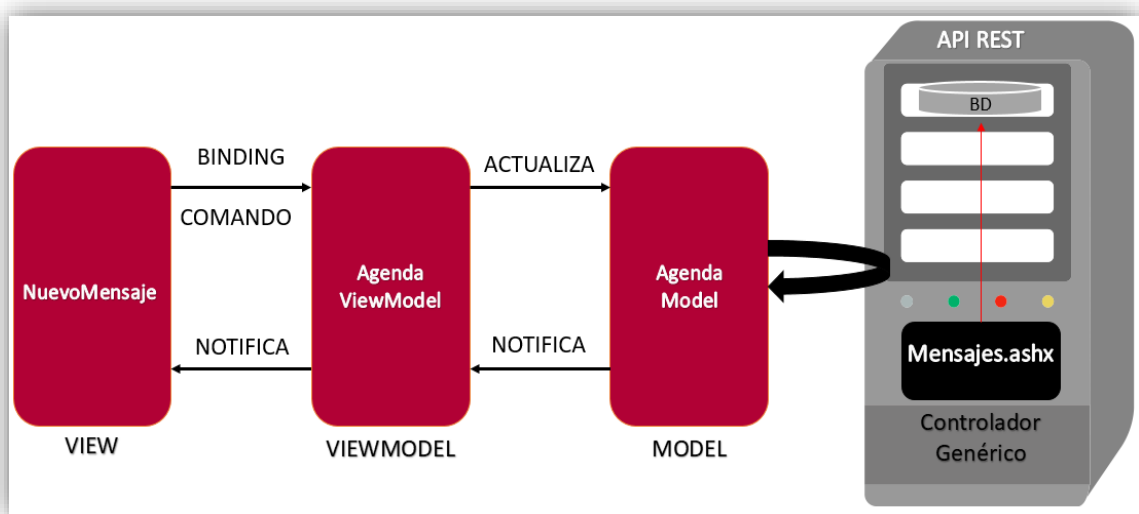 API REST
BD
BINDING
COMANDO
ACTUALIZA
NuevoMensaje
Agenda
ViewModel
Agenda
Model
NOTIFICA
NOTIFICA
Mensajes.ashx
Controlador
Genérico
VIEW
VIEWMODEL
MODEL